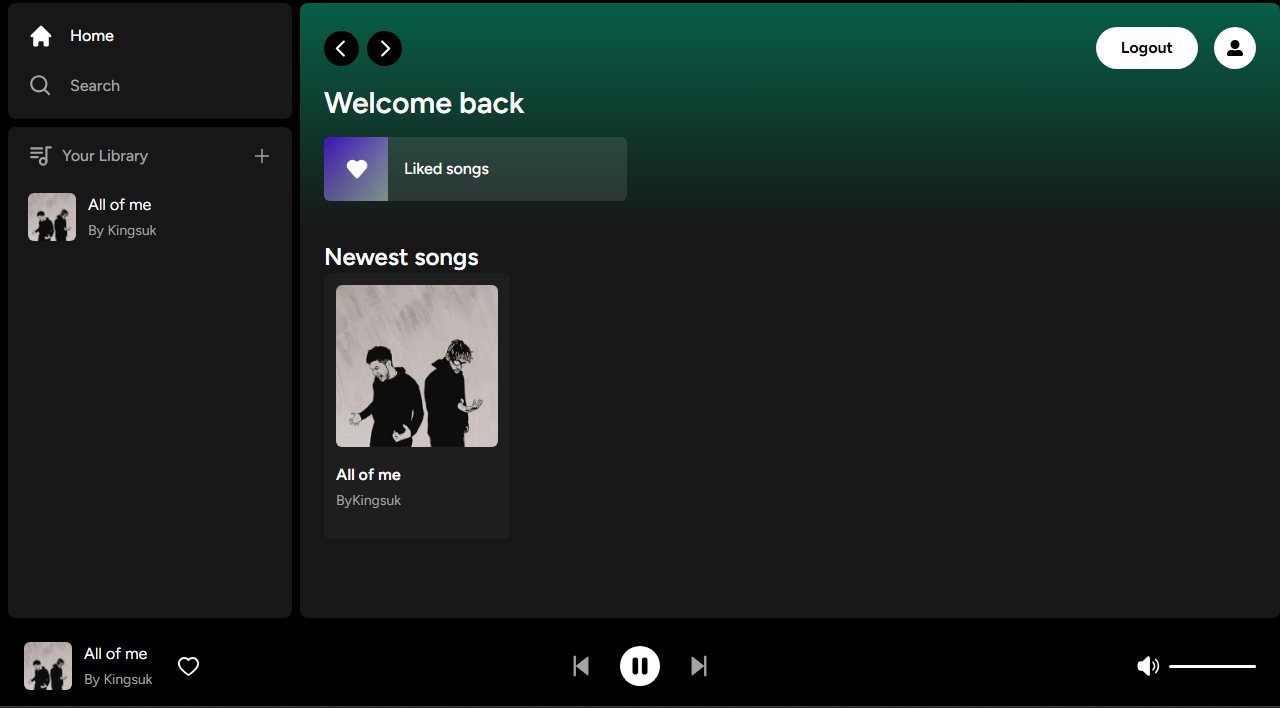 Home
Search
Your Library
All of me
By Kingsuk
Logout
Welcome back
Liked songs
Newest songs
All of me
ByKingsuk
All of me
By Kingsuk